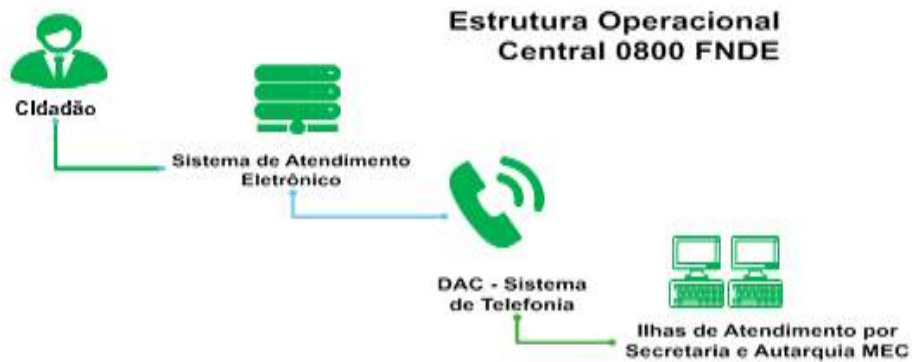 Estrutura Operacional
Central 0800 FNDE
CIdadão
Sistema de Atendimento
Eletrônico
DAC - Sistema
de Telefonia
Ilhas de Atendimento por
Secretaria e Autarquia MEC